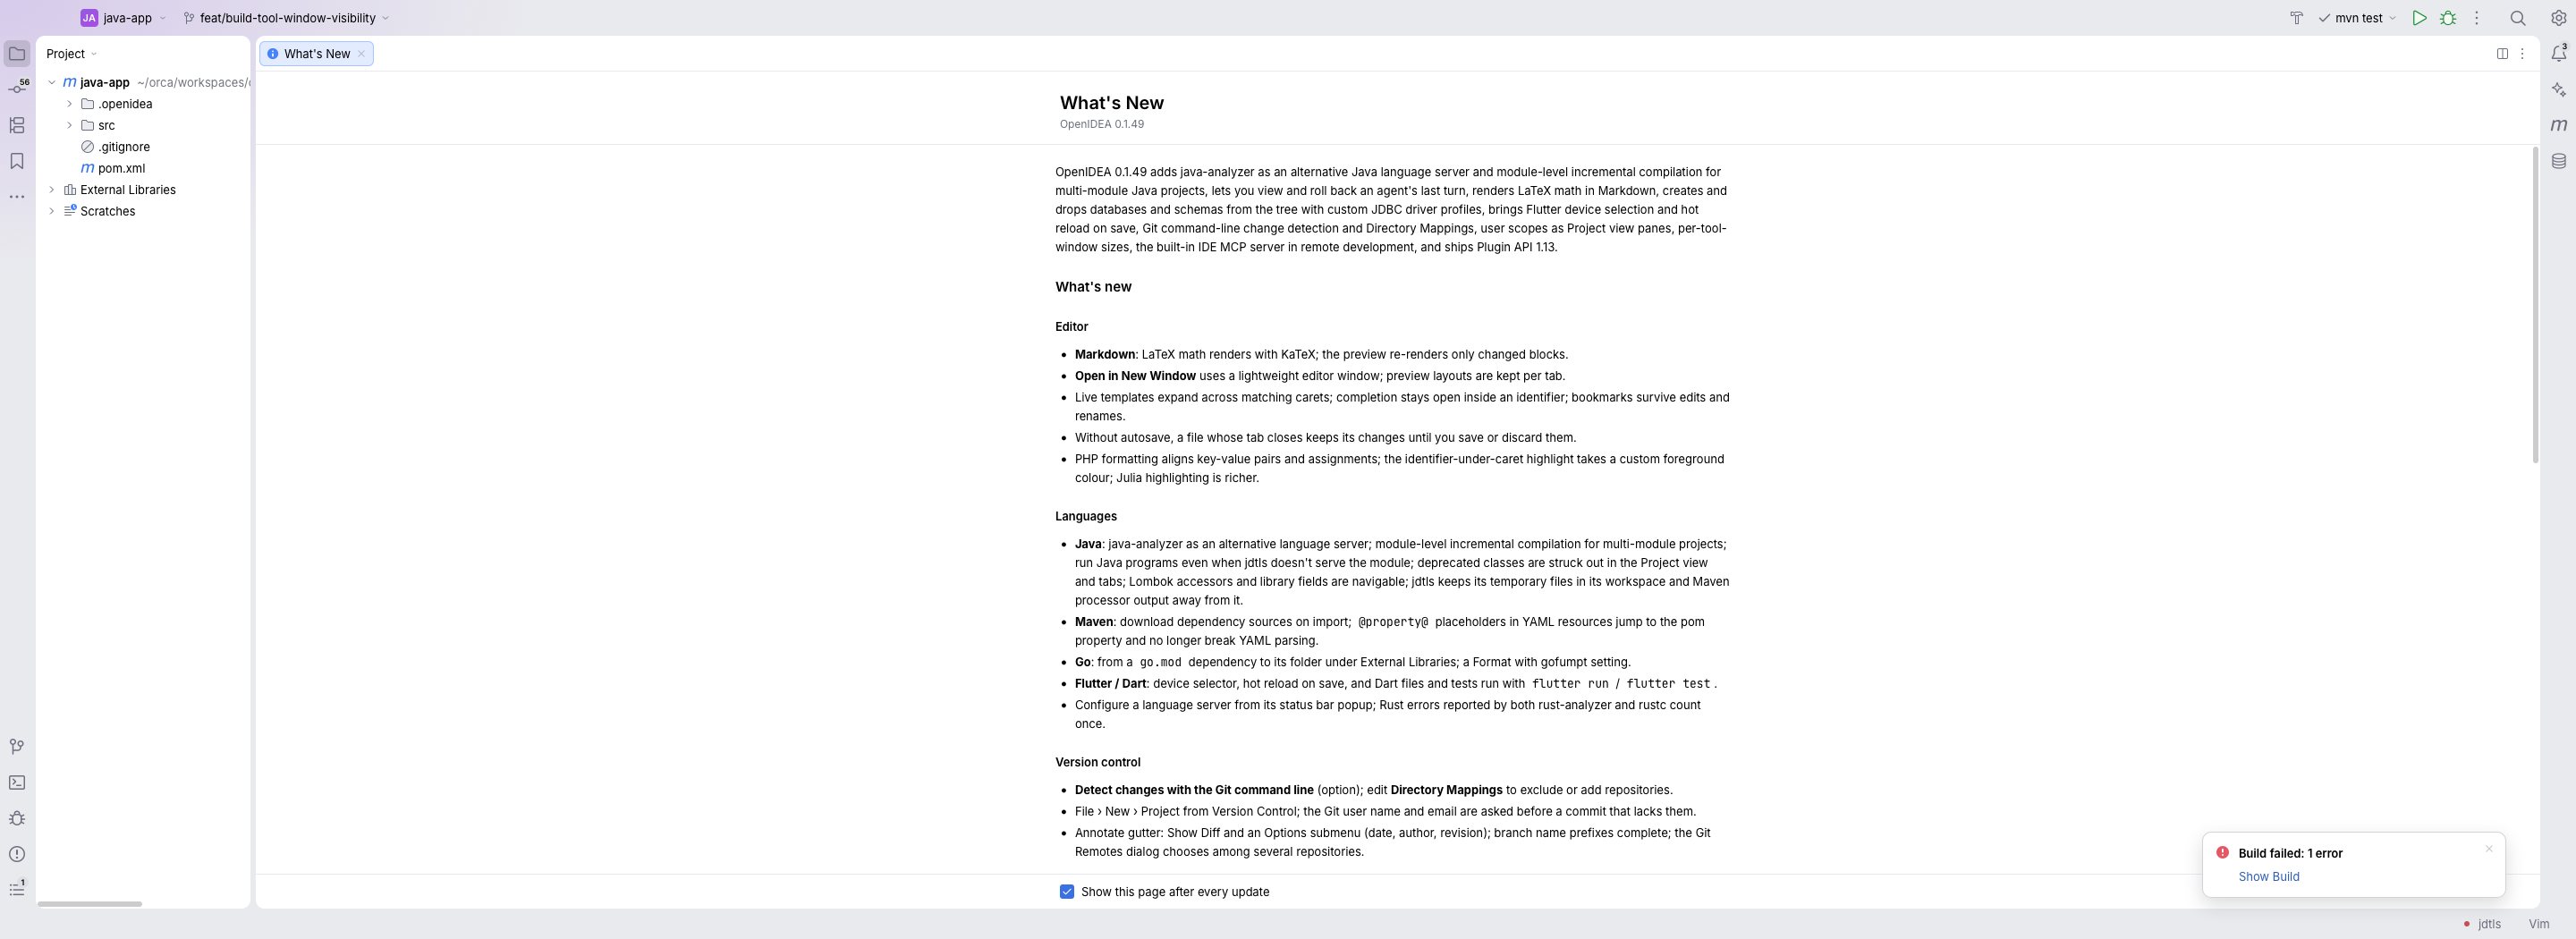 JA java-app
feat/build-tool-window-visibility
mvn test
Project
What's New
3
56
java-app ~/orca/workspaces/
.openidea
src
.gitignore
m pom.xml
External Libraries
Scratches
m
What's New
OpenIDEA 0.1.49
OpenIDEA 0.1.49 adds java-analyzer as an alternative Java language server and module-level incremental compilation for
multi-module Java projects, lets you view and roll back an agent's last turn, renders LaTeX math in Markdown, creates and
drops databases and schemas from the tree with custom JDBC driver profiles, brings Flutter device selection and hot
reload on save, Git command-line change detection and Directory Mappings, user scopes as Project view panes, per-tool-
window sizes, the built-in IDE MCP server in remote development, and ships Plugin API 1.13.
What's new
Editor
• Markdown: LaTeX math renders with KaTeX; the preview re-renders only changed blocks.
• Open in New Window uses a lightweight editor window; preview layouts are kept per tab.
• Live templates expand across matching carets; completion stays open inside an identifier; bookmarks survive edits and
renames.
• Without autosave, a file whose tab closes keeps its changes until you save or discard them.
• PHP formatting aligns key-value pairs and assignments; the identifier-under-caret highlight takes a custom foreground
colour; Julia highlighting is richer.
Languages
• Java: java-analyzer as an alternative language server; module-level incremental compilation for multi-module projects;
run Java programs even when jdtls doesn't serve the module; deprecated classes are struck out in the Project view
and tabs; Lombok accessors and library fields are navigable; jdtls keeps its temporary files in its workspace and Maven
processor output away from it.
• Maven: download dependency sources on import; @property@ placeholders in YAML resources jump to the pom
property and no longer break YAML parsing.
• Go: from a go.mod dependency to its folder under External Libraries; a Format with gofumpt setting.
• Flutter / Dart: device selector, hot reload on save, and Dart files and tests run with flutter run / flutter test .
• Configure a language server from its status bar popup; Rust errors reported by both rust-analyzer and rustc count
once.
Version control
• Detect changes with the Git command line (option); edit Directory Mappings to exclude or add repositories.
• File › New › Project from Version Control; the Git user name and email are asked before a commit that lacks them.
• Annotate gutter: Show Diff and an Options submenu (date, author, revision); branch name prefixes complete; the Git
Remotes dialog chooses among several repositories.
Show this page after every update
Build failed: 1 error
Show Build
1
jdtls
Vim